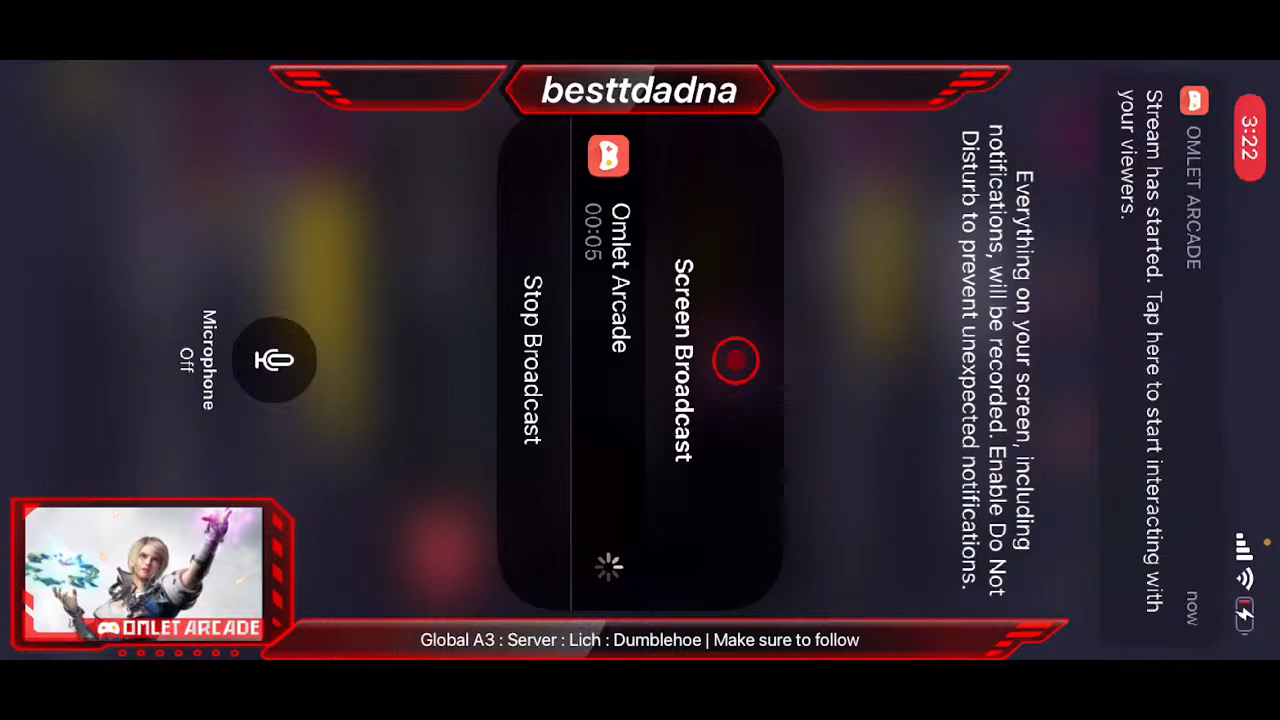 besttdadna
3:22
OMLET ARCADE
now
Stream has started. Tap here to start interacting with
your viewers.
Everything on your screen, including
notifications, will be recorded. Enable Do Not
Disturb to prevent unexpected notifications.
Screen Broadcast
Omlet Arcade
00:05
Stop Broadcast
Microphone
Off
OMLET ARCADE
Global A3 : Server : Lich : Dumblehoe | Make sure to follow